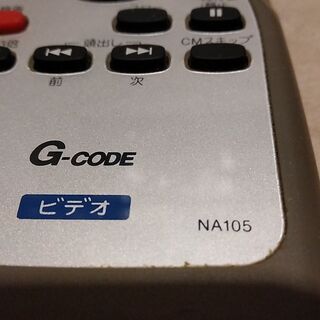 頭出し
CMスキップ
前
次
G-CODE
ビデオ
NA105